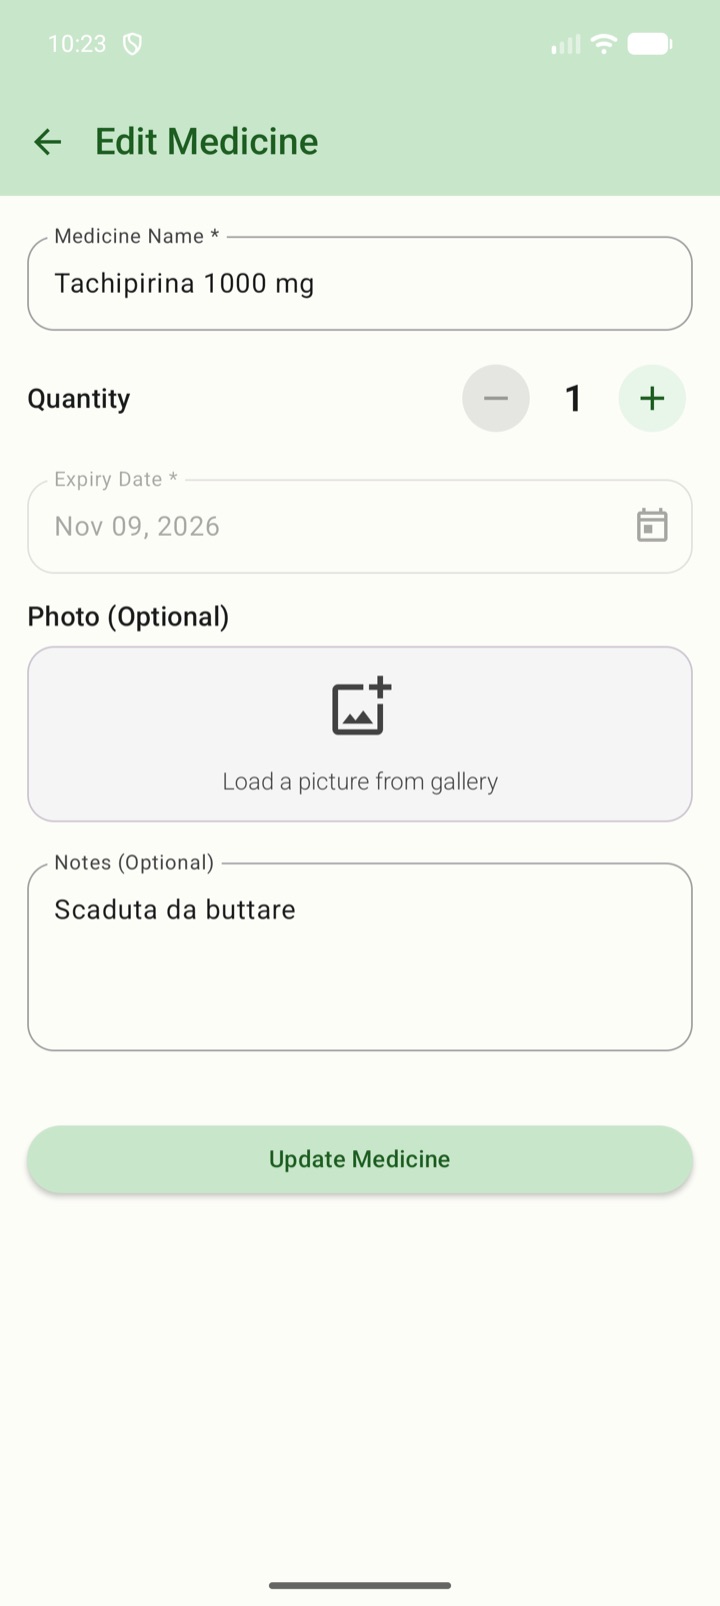 10:23
Edit Medicine
Medicine Name *
Tachipirina 1000 mg
Quantity
1
Expiry Date *
Nov 09, 2026
Photo (Optional)
Load a picture from gallery
Notes (Optional)
Scaduta da buttare
Update Medicine